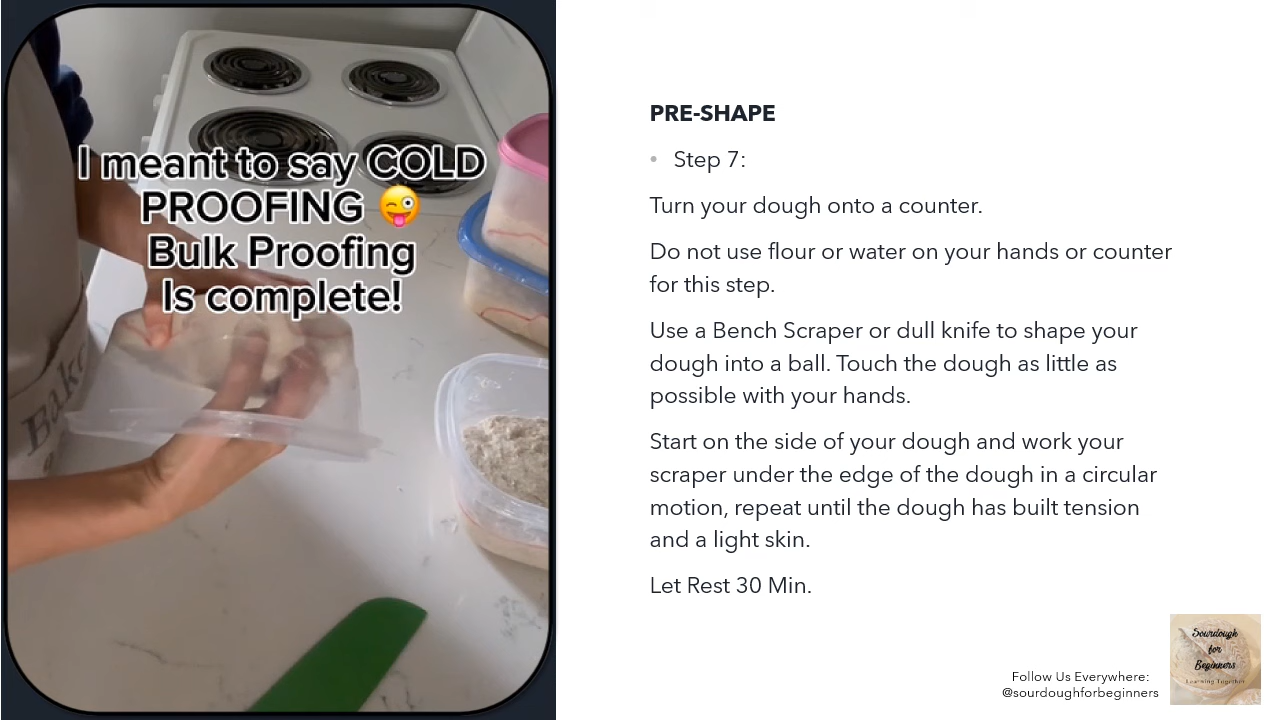 I meant to say COLD
PROOFING 😜
Bulk Proofing
Is complete!
Bake
PRE-SHAPE
• Step 7:
Turn your dough onto a counter.
Do not use flour or water on your hands or counter
for this step.
Use a Bench Scraper or dull knife to shape your
dough into a ball. Touch the dough as little as
possible with your hands.
Start on the side of your dough and work your
scraper under the edge of the dough in a circular
motion, repeat until the dough has built tension
and a light skin.
Let Rest 30 Min.
Follow Us Everywhere:
@sourdoughforbeginners
Sourdough
for
Beginners
Learning Together